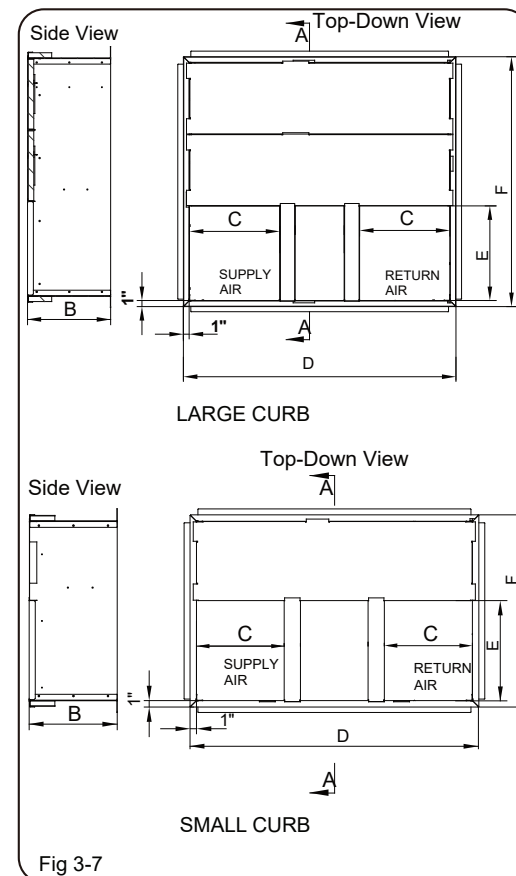 Side View
Top-Down View
A
F
C
C
E
SUPPLY
AIR
RETURN
AIR
B
1"
1"
A
D
LARGE CURB
Top-Down View
Side View
A
F
C
C
E
SUPPLY
AIR
RETURN
AIR
B
1"
1"
D
A
SMALL CURB
Fig 3-7